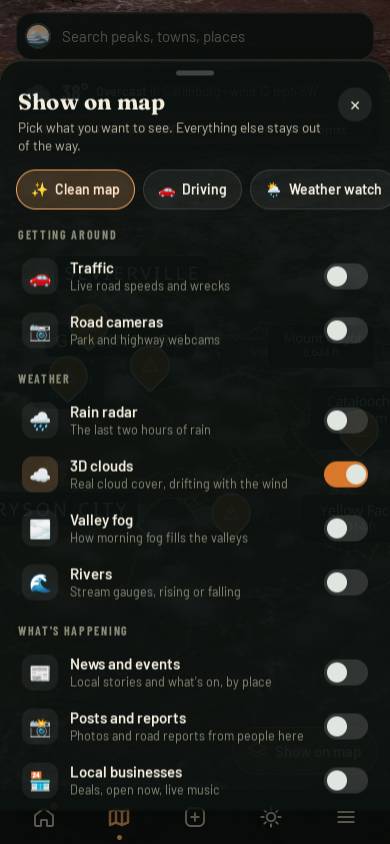 Search peaks, towns, places
38° Overcast
Show on map
Pick what you want to see. Everything else stays out
of the way.
✨ Clean map
🚗 Driving
🌦️ Weather watch
GETTING AROUND
Traffic
Live road speeds and wrecks
Road cameras
Park and highway webcams
WEATHER
Rain radar
The last two hours of rain
3D clouds
Real cloud cover, drifting with the wind
Valley fog
How morning fog fills the valleys
Rivers
Stream gauges, rising or falling
WHAT'S HAPPENING
News and events
Local stories and what's on, by place
Posts and reports
Photos and road reports from people here
Show on map
Local businesses
Deals, open now, live music